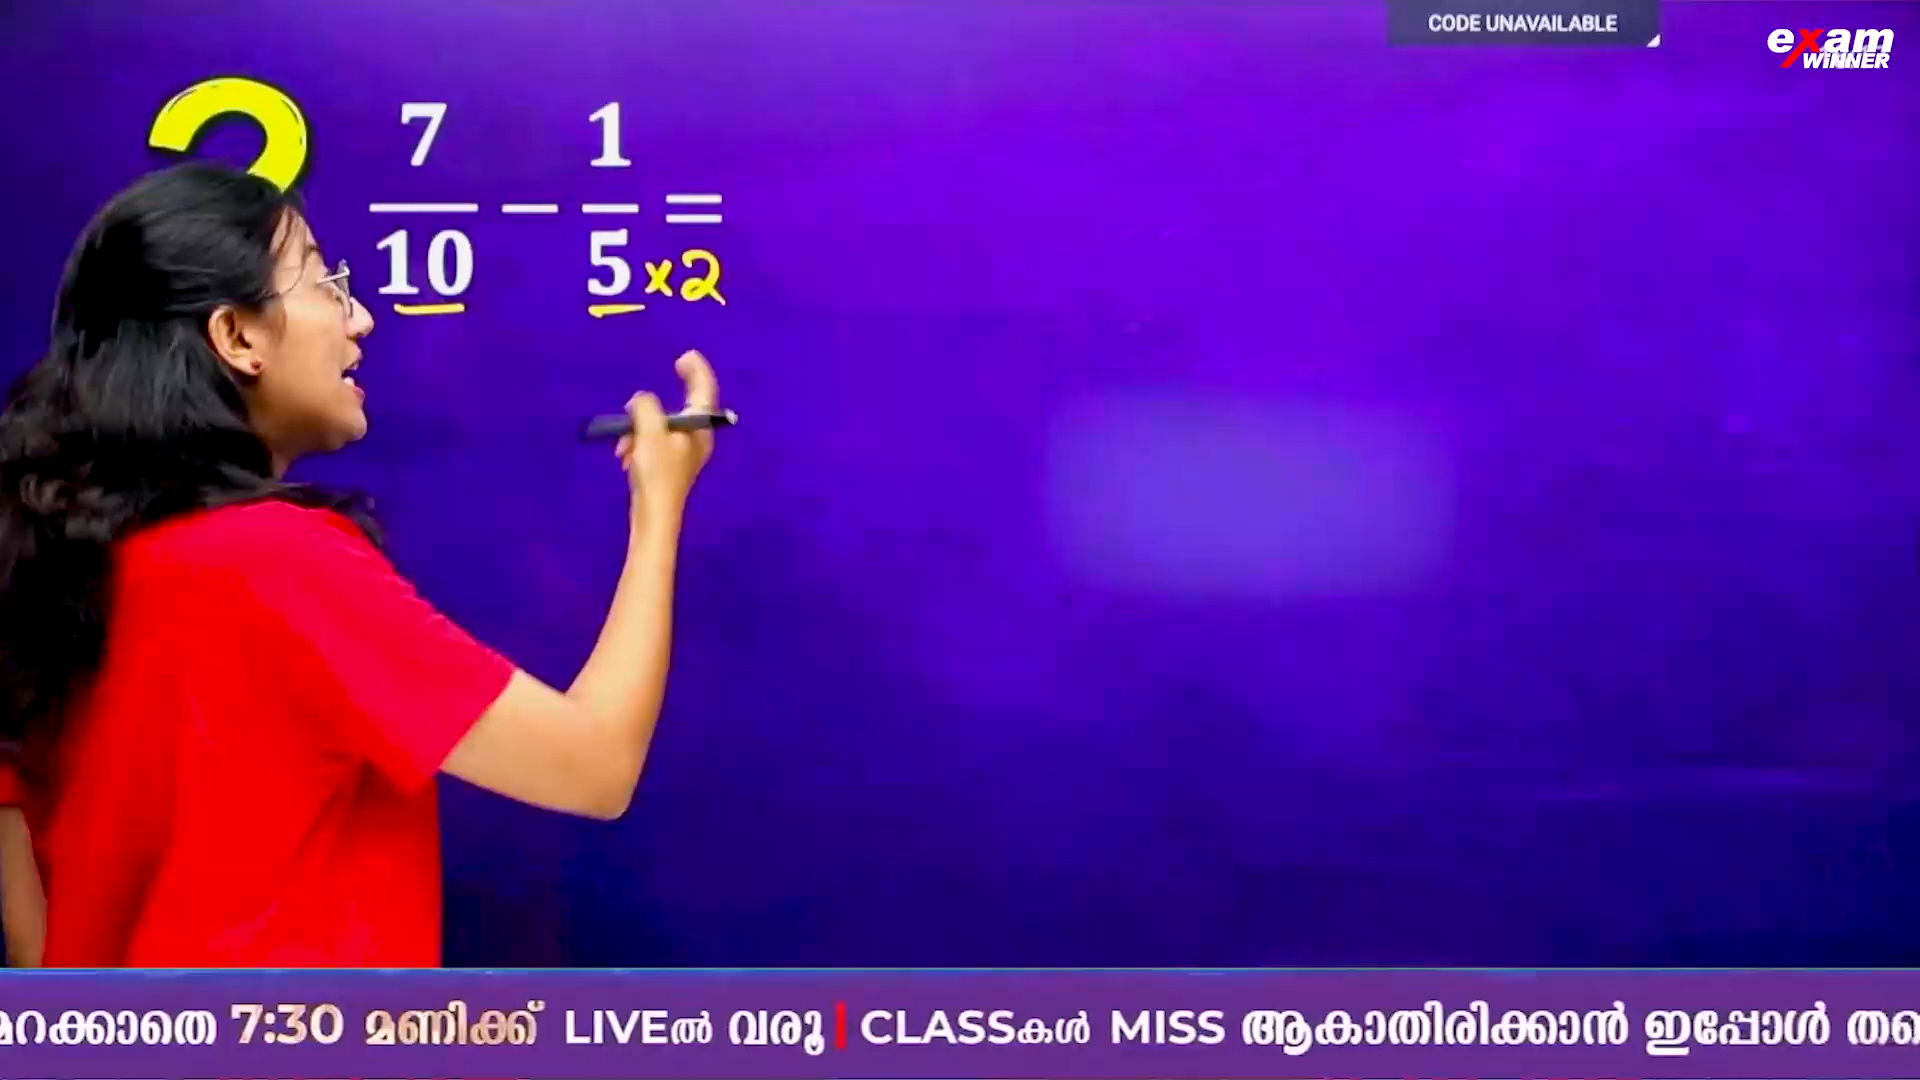 CODE UNAVAILABLE
exam
WINNER
7/10 − 1/5 =
×2
മറക്കാതെ 7:30 മണിക്ക് LIVEൽ വരൂ | CLASSകൾ MISS ആകാതിരിക്കാൻ ഇപ്പോൾ